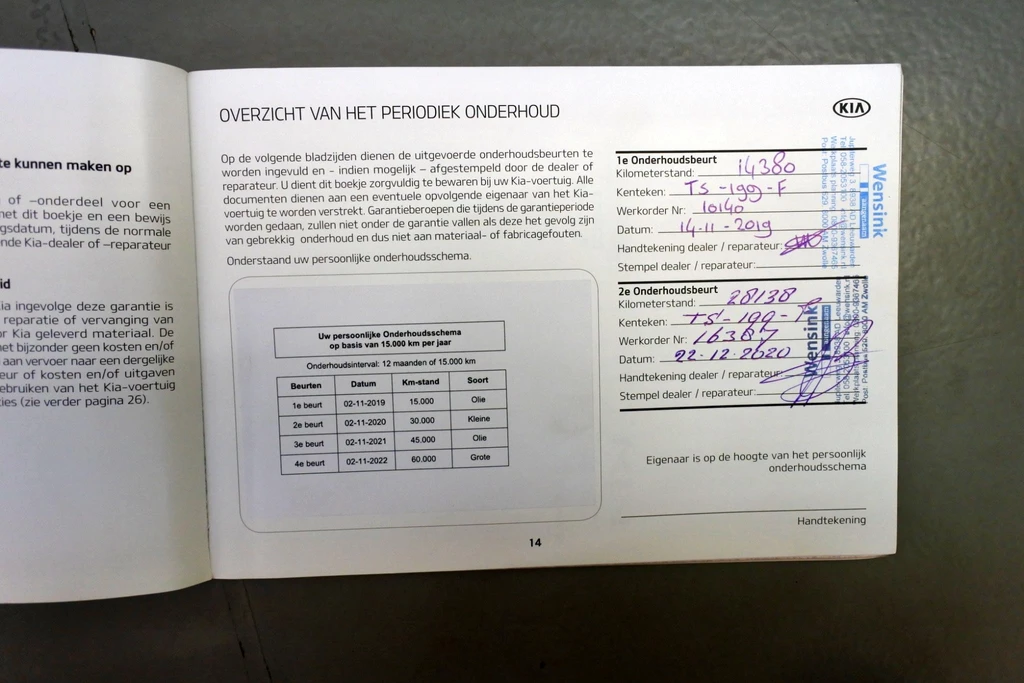 te kunnen maken op
of –onderdeel voor een
met dit boekje en een bewijs
gsdatum, tijdens de normale
nde Kia-dealer of –reparateur
id
ia ingevolge deze garantie is
reparatie of vervanging van
or Kia geleverd materiaal. De
het bijzonder geen kosten en/of
aan vervoer naar een dergelijke
eur of kosten en/of uitgaven
ebruiken van het Kia-voertuig
ies (zie verder pagina 26).
OVERZICHT VAN HET PERIODIEK ONDERHOUD
KIA
Op de volgende bladzijden dienen de uitgevoerde onderhoudsbeurten te
worden ingevuld en - indien mogelijk – afgestempeld door de dealer of
reparateur. U dient dit boekje zorgvuldig te bewaren bij uw Kia-voertuig. Alle
documenten dienen aan een eventuele opvolgende eigenaar van het Kia-
voertuig te worden verstrekt. Garantieberoepen die tijdens de garantieperiode
worden gedaan, zullen niet onder de garantie vallen als deze het gevolg zijn
van gebrekkig onderhoud en dus niet aan materiaal- of fabricagefouten.
Onderstaand uw persoonlijke onderhoudsschema.
Uw persoonlijke Onderhoudsschema
op basis van 15.000 km per jaar
Onderhoudsinterval: 12 maanden of 15.000 km
Beurten Datum Km-stand Soort
1e beurt 02-11-2019 15.000 Olie
2e beurt 02-11-2020 30.000 Kleine
3e beurt 02-11-2021 45.000 Olie
4e beurt 02-11-2022 60.000 Grote
1e Onderhoudsbeurt
Kilometerstand: 14380
Kenteken: TS-199-F
Werkorder Nr: 10140
Datum: 14-11-2019
Handtekening dealer / reparateur:
Stempel dealer / reparateur:
Wensink
2e Onderhoudsbeurt
Kilometerstand: 28138
Kenteken: TS-199-F
Werkorder Nr: 16387
Datum: 22-12-2020
Handtekening dealer / reparateur:
Stempel dealer / reparateur:
Wensink
Eigenaar is op de hoogte van het persoonlijk
onderhoudsschema
Handtekening
14